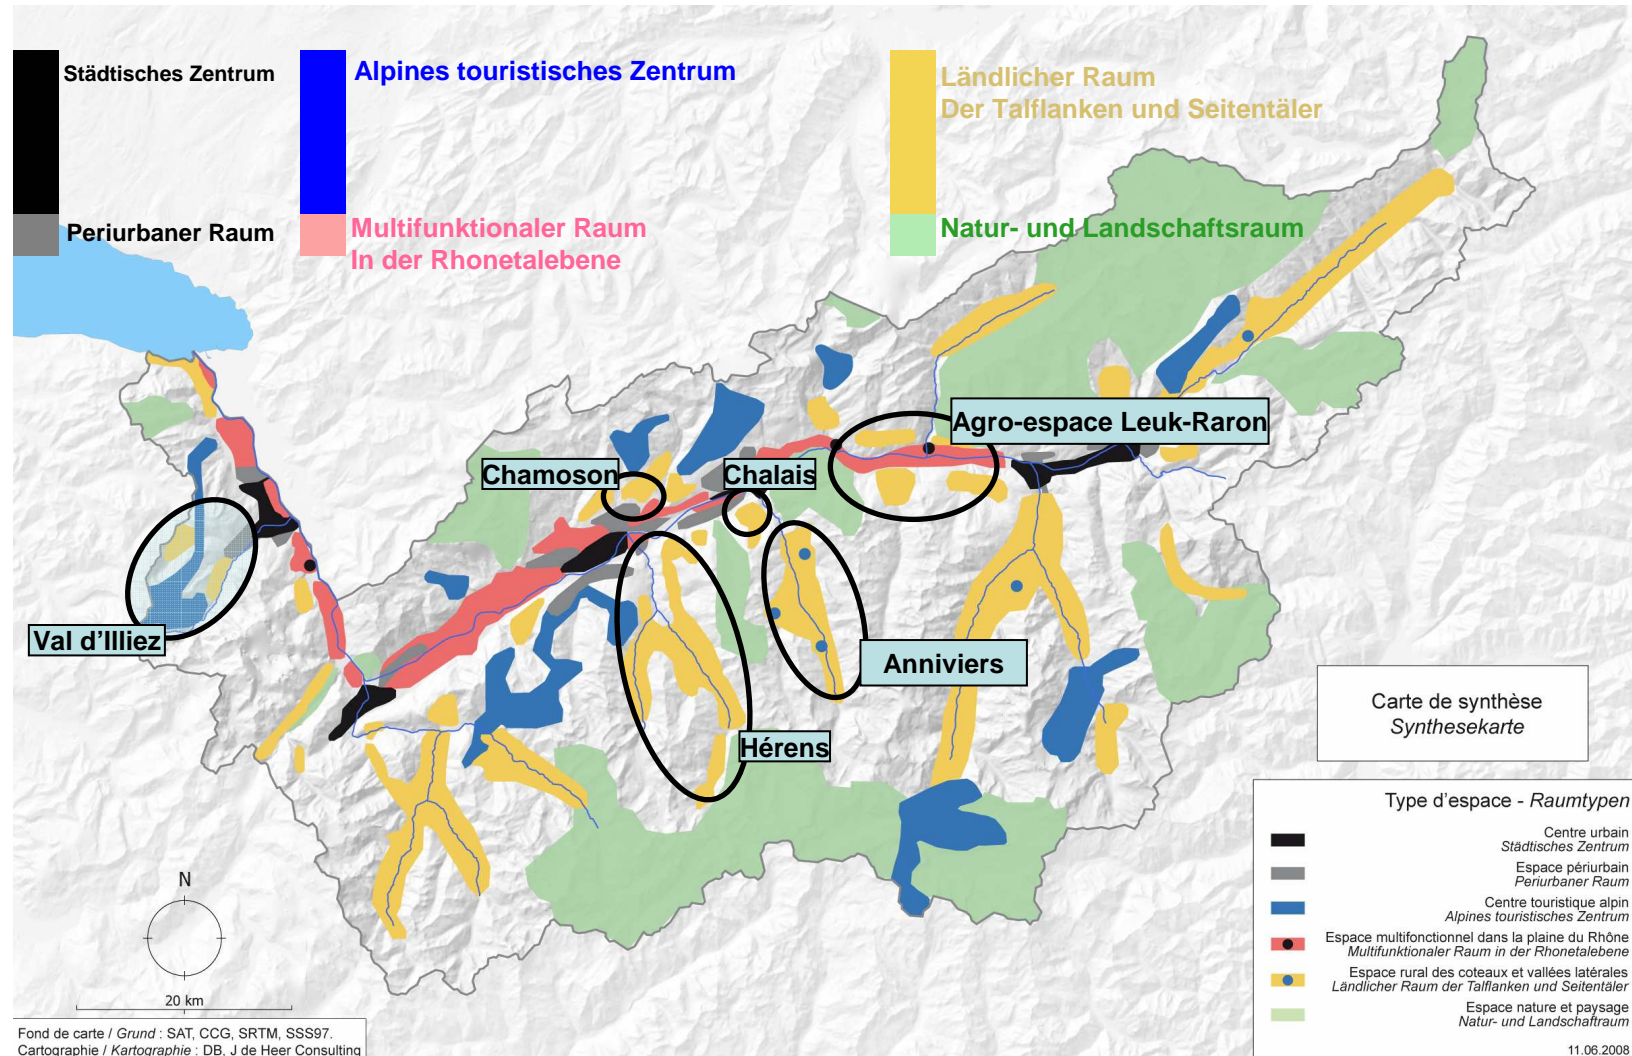 Städtisches Zentrum
Alpines touristisches Zentrum
Ländlicher Raum
Der Talflanken und Seitentäler
Periurbaner Raum
Multifunktionaler Raum
In der Rhonetalebene
Natur- und Landschaftsraum
Agro-espace Leuk-Raron
Chamoson
Chalais
Val d'Illiez
Anniviers
Hérens
Carte de synthèse
Synthesekarte
Type d'espace - Raumtypen
Centre urbain
Städtisches Zentrum
Espace périurbain
Periurbaner Raum
Centre touristique alpin
Alpines touristisches Zentrum
Espace multifonctionnel dans la plaine du Rhône
Multifunktionaler Raum in der Rhonetalebene
Espace rural des coteaux et vallées latérales
Ländlicher Raum der Talflanken und Seitentäler
Espace nature et paysage
Natur- und Landschaftraum
11.06.2008
N
20 km
Fond de carte / Grund : SAT, CCG, SRTM, SSS97.
Cartographie / Kartographie : DB, J de Heer Consulting